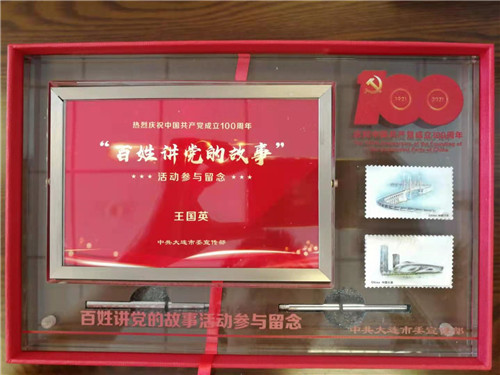 热烈庆祝中国共产党成立100周年
“百姓讲党的故事”
活动参与留念
王国英
中共大连市委宣传部
100
1921 2021
百姓讲党的故事活动参与留念
中共大连市委宣传部